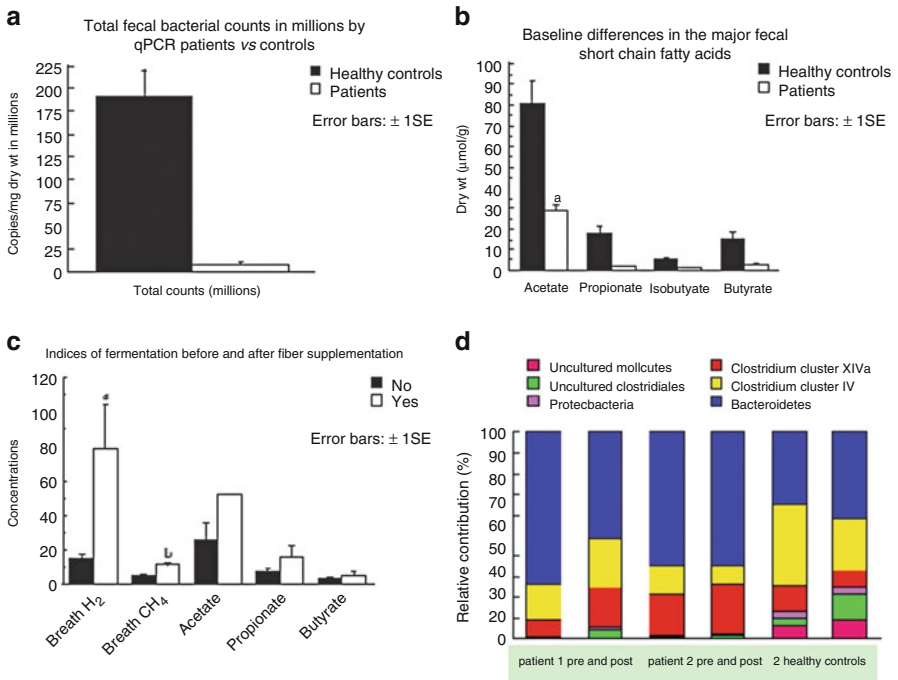 a
Total fecal bacterial counts in millions by
qPCR patients vs controls
Healthy controls
Patients
Error bars: ± 1SE
Copies/mg dry wt in millions
225
200
175
150
125
100
75
50
25
0
Total counts (millions)
b
Baseline differences in the major fecal
short chain fatty acids
Healthy controls
Patients
Error bars: ± 1SE
Dry wt (μmol/g)
100
90
80
70
60
50
40
30
20
10
0
a
Acetate Propionate Isobutyate Butyrate
c
Indices of fermentation before and after fiber supplementation
No
Yes
Error bars: ± 1SE
Concentrations
120
100
80
60
40
20
0
a
b
Breath H2
Breath CH4
Acetate
Propionate
Butyrate
d
Uncultured mollcutes
Uncultured clostridiales
Protecbacteria
Clostridium cluster XIVa
Clostridium cluster IV
Bacteroidetes
Relative contribution (%)
100
90
80
60
50
40
30
20
0
patient 1 pre and post patient 2 pre and post 2 healthy controls